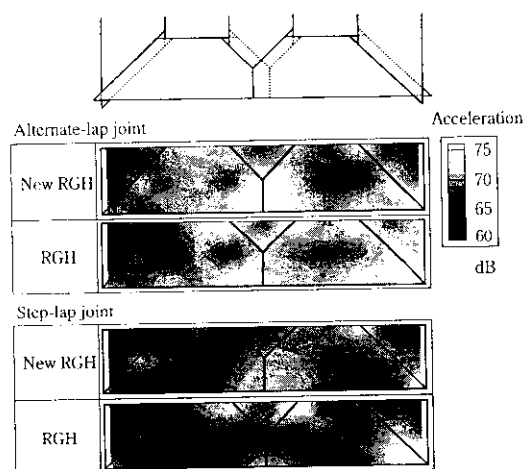 Alternate-lap joint
New RGH
RGH
Acceleration
75
70
65
60
dB
Step-lap joint
New RGH
RGH